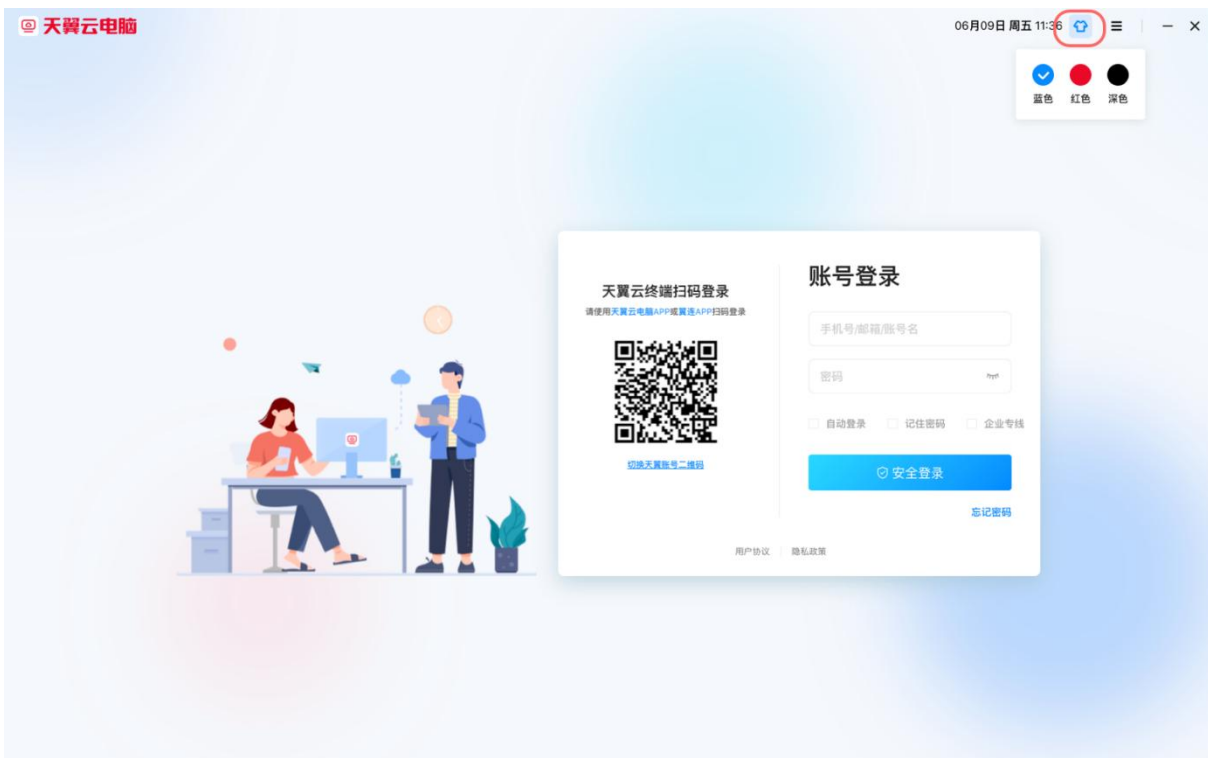 天翼云电脑
06月09日 周五 11:36
蓝色 红色 深色
天翼云终端扫码登录
请使用天翼云电脑APP或翼连APP扫码登录
切换天翼账号二维码
账号登录
手机号/邮箱/账号名
密码
自动登录 记住密码 企业专线
安全登录
忘记密码
用户协议 隐私政策